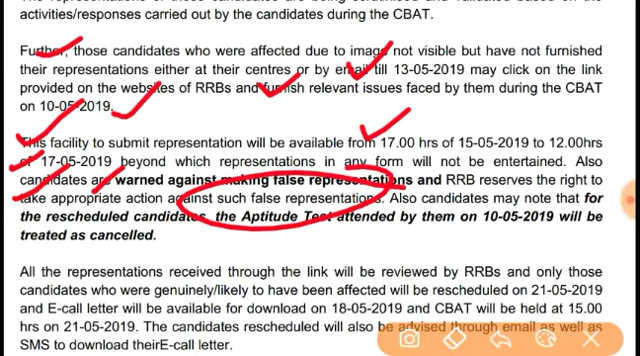 activities/responses carried out by the candidates during the CBAT.
Further, those candidates who were affected due to image not visible but have not furnished
their representations either at their centres or by email till 13-05-2019 may click on the link
provided on the websites of RRBs and furnish relevant issues faced by them during the CBAT
on 10-05-2019.
This facility to submit representation will be available from 17.00 hrs of 15-05-2019 to 12.00hrs
of 17-05-2019 beyond which representations in any form will not be entertained. Also
candidates are warned against making false representations and RRB reserves the right to
take appropriate action against such false representations. Also candidates may note that for
the rescheduled candidates, the Aptitude Test attended by them on 10-05-2019 will be
treated as cancelled.
All the representations received through the link will be reviewed by RRBs and only those
candidates who were genuinely/likely to have been affected will be rescheduled on 21-05-2019
and E-call letter will be available for download on 18-05-2019 and CBAT will be held at 15.00
hrs on 21-05-2019. The candidates rescheduled will also be advised through email as well as
SMS to download theirE-call letter.